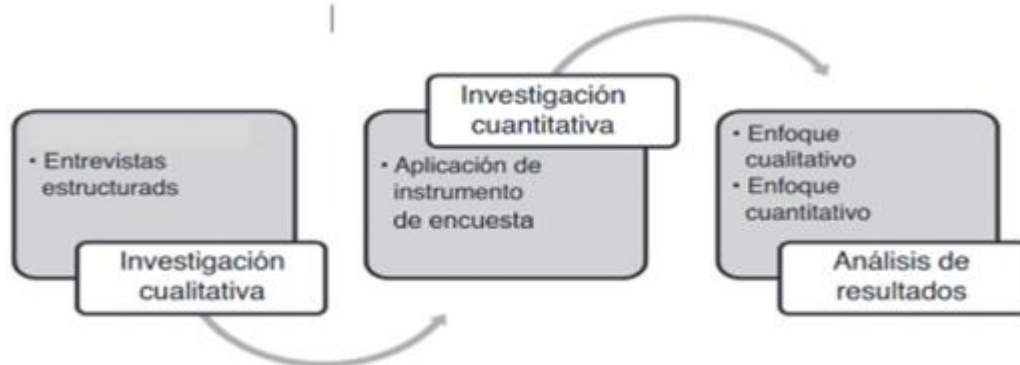 • Entrevistas
estructurads
Investigación
cualitativa
Investigación
cuantitativa
• Aplicación de
instrumento
de encuesta
• Enfoque
cualitativo
• Enfoque
cuantitativo
Análisis de
resultados